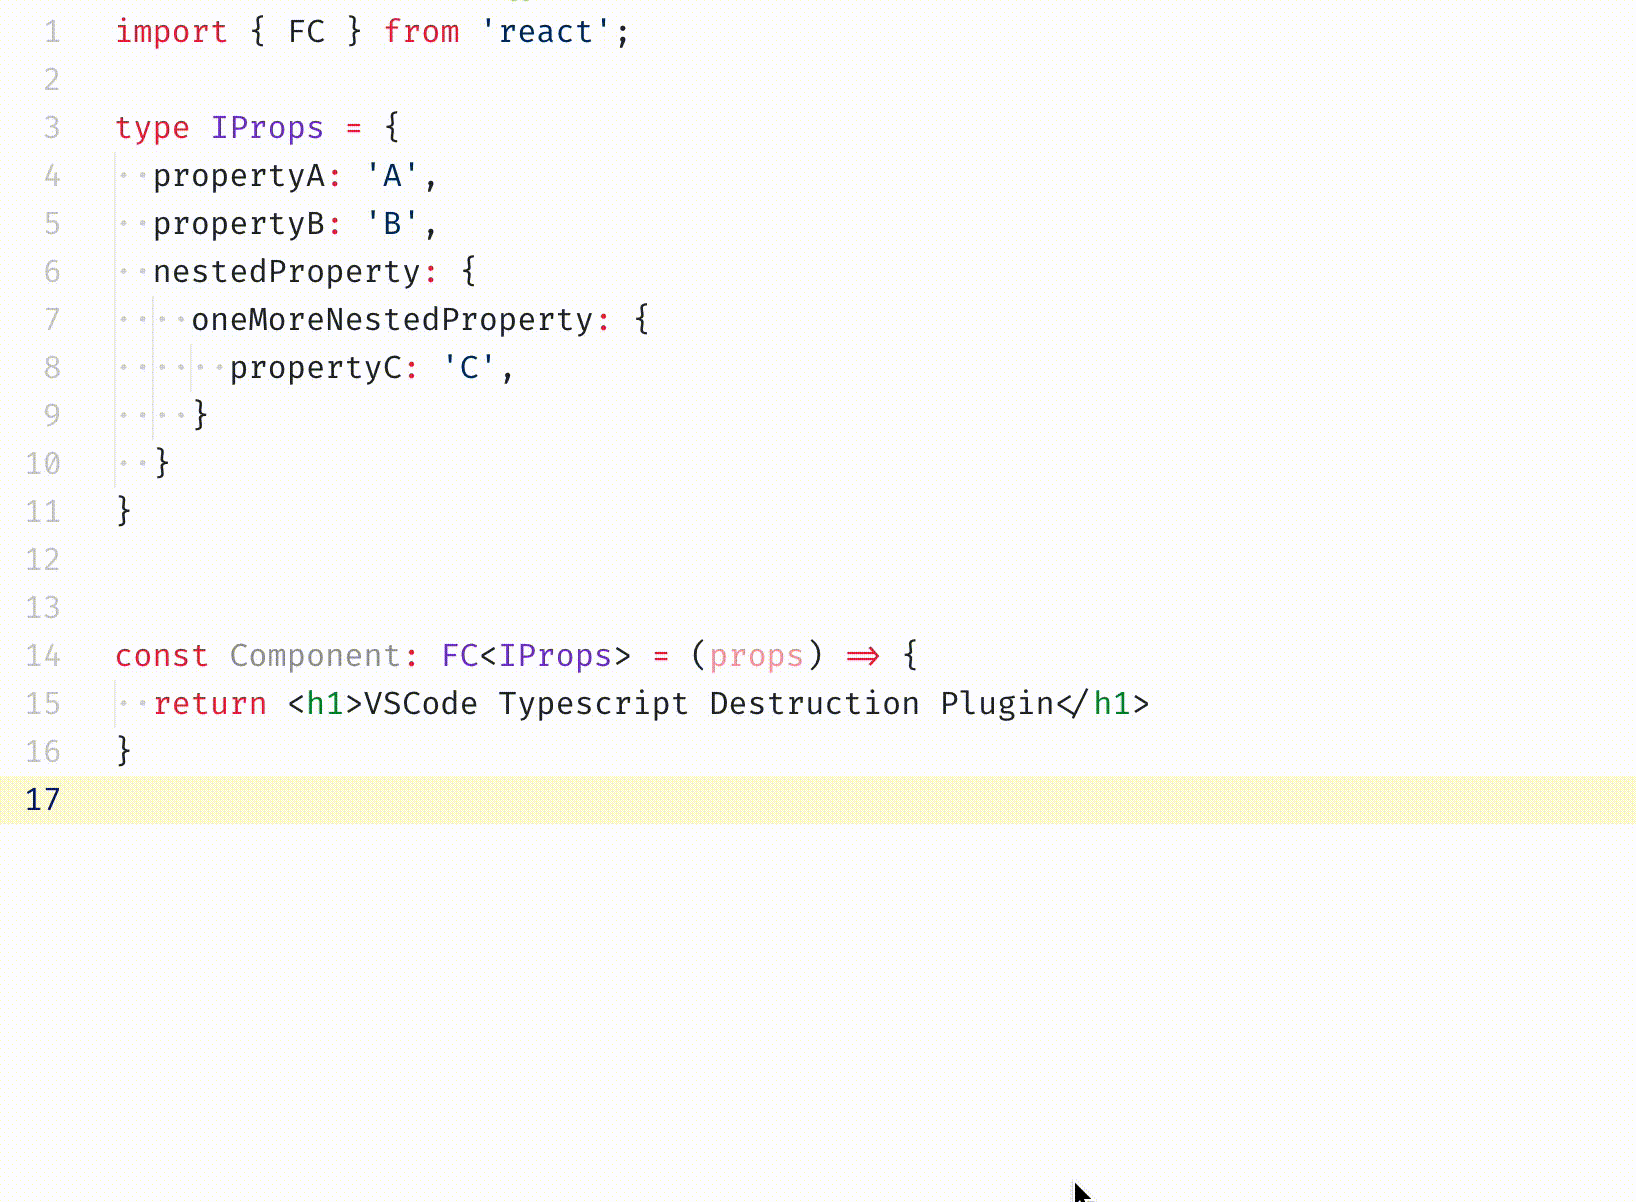 1 import { FC } from 'react';
2
3 type IProps = {
4 ··propertyA: 'A',
5 ··propertyB: 'B',
6 ··nestedProperty: {
7 ····oneMoreNestedProperty: {
8 ······propertyC: 'C',
9 ····}
10 ··}
11 }
12
13
14 const Component: FC<IProps> = (props) => {
15 ··return <h1>VSCode Typescript Destruction Plugin</h1>
16 }
17